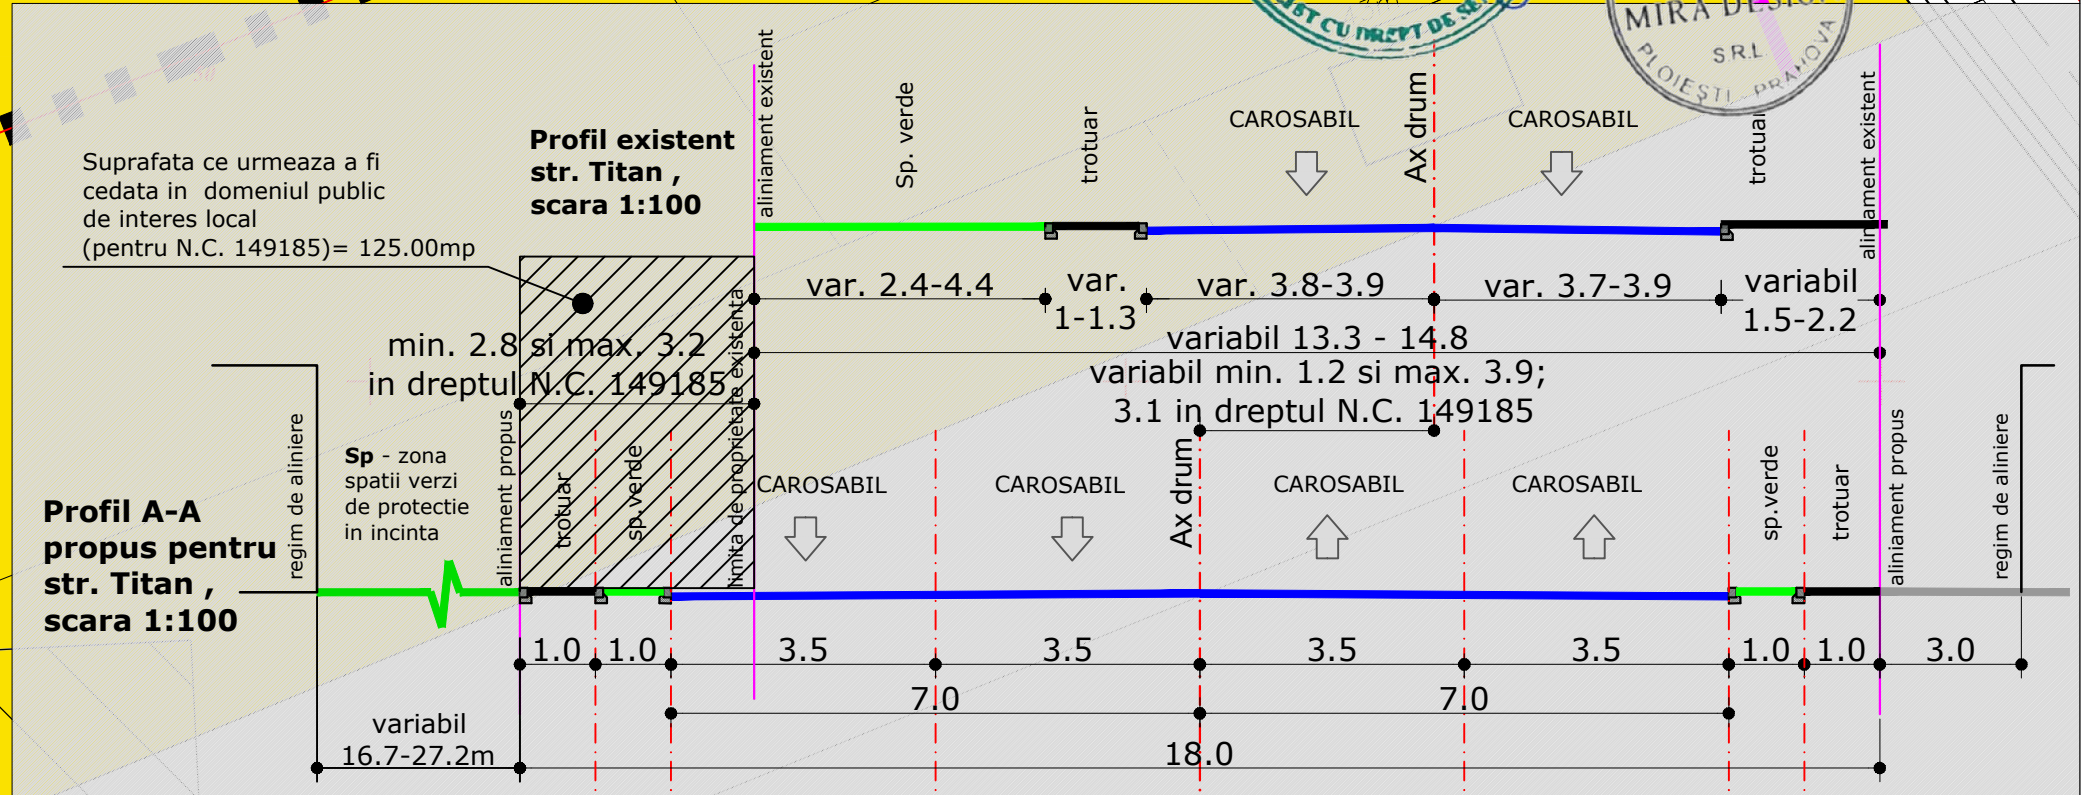 CU DREPT DE
MIRA DESIGN
S.R.L.
PLOIEȘTI PRAHOVA
Suprafata ce urmeaza a fi
cedata in domeniul public
de interes local
(pentru N.C. 149185)= 125.00mp
Profil existent
str. Titan ,
scara 1:100
aliniament existent
Sp. verde
trotuar
CAROSABIL
Ax drum
CAROSABIL
trotuar
aliniament existent
var. 2.4-4.4
var.
1-1.3
var. 3.8-3.9
var. 3.7-3.9
variabil
1.5-2.2
variabil 13.3 - 14.8
min. 2.8 si max. 3.2
in dreptul N.C. 149185
variabil min. 1.2 si max. 3.9;
3.1 in dreptul N.C. 149185
Profil A-A
propus pentru
str. Titan ,
scara 1:100
regim de aliniere
Sp - zona
spatii verzi
de protectie
in incinta
aliniament propus
trotuar
sp.verde
limita de proprietate existenta
CAROSABIL
CAROSABIL
Ax drum
CAROSABIL
CAROSABIL
sp.verde
trotuar
aliniament propus
regim de aliniere
1.0
1.0
3.5
3.5
3.5
3.5
1.0
1.0
3.0
7.0
7.0
variabil
16.7-27.2m
18.0